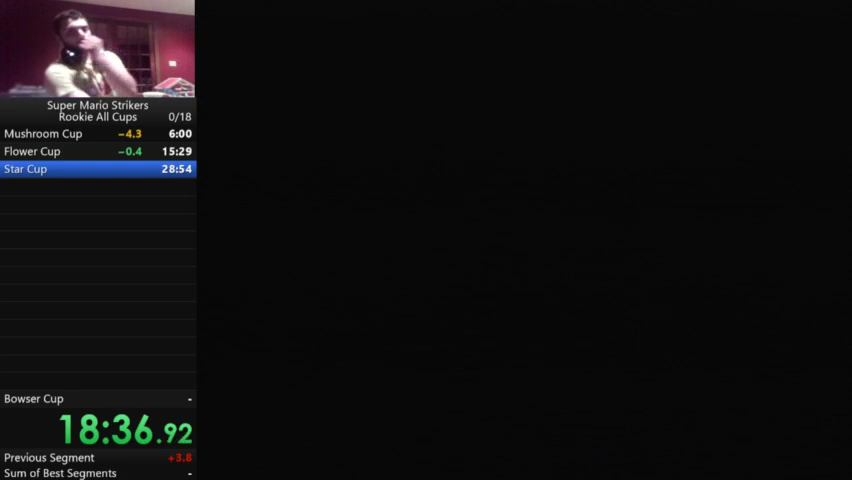 Super Mario Strikers
Rookie All Cups 0/18
Mushroom Cup −4.3 6:00
Flower Cup −0.4 15:29
Star Cup 28:54
Bowser Cup -
18:36.92
Previous Segment +3.8
Sum of Best Segments -